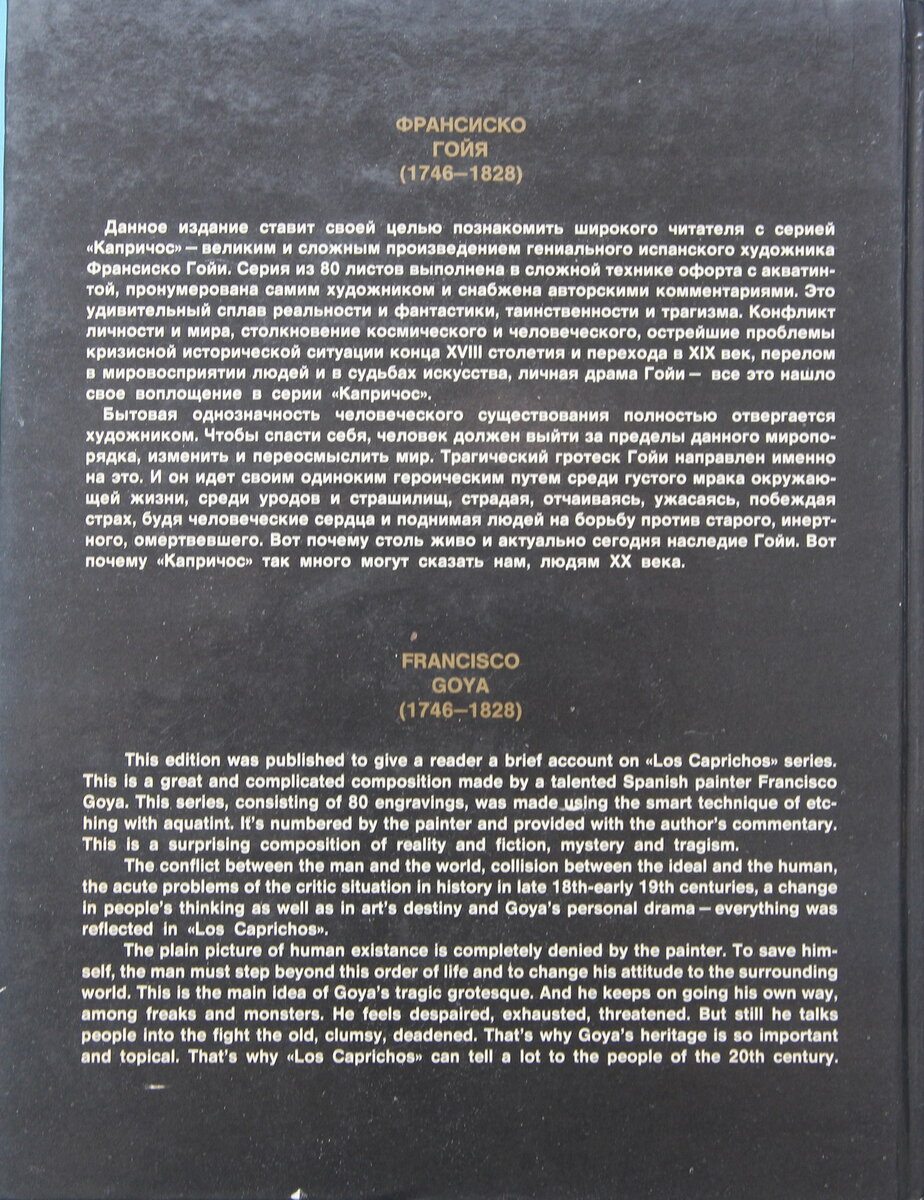 ФРАНСИСКО
ГОЙЯ
(1746—1828)
Данное издание ставит своей целью познакомить широкого читателя с серией
«Капричос» — великим и сложным произведением гениального испанского художника
Франсиско Гойи. Серия из 80 листов выполнена в сложной технике офорта с акватин-
той, пронумерована самим художником и снабжена авторскими комментариями. Это
удивительный сплав реальности и фантастики, таинственности и трагизма. Конфликт
личности и мира, столкновение космического и человеческого, острейшие проблемы
кризисной исторической ситуации конца XVIII столетия и перехода в XIX век, перелом
в мировосприятии людей и в судьбах искусства, личная драма Гойи — все это нашло
свое воплощение в серии «Капричос».
Бытовая однозначность человеческого существования полностью отвергается
художником. Чтобы спасти себя, человек должен выйти за пределы данного миропо-
рядка, изменить и переосмыслить мир. Трагический гротеск Гойи направлен именно
на это. И он идет своим одиноким героическим путем среди густого мрака окружаю-
щей жизни, среди уродов и страшилищ, страдая, отчаиваясь, ужасаясь, побеждая
страх, будя человеческие сердца и поднимая людей на борьбу против старого, инерт-
ного, омертвевшего. Вот почему столь живо и актуально сегодня наследие Гойи. Вот
почему «Капричос» так много могут сказать нам, людям XX века.
FRANCISCO
GOYA
(1746—1828)
This edition was published to give a reader a brief account on «Los Caprichos» series.
This is a great and complicated composition made by a talented Spanish painter Francisco
Goya. This series, consisting of 80 engravings, was made using the smart technique of etc-
hing with aquatint. It's numbered by the painter and provided with the author's commentary.
This is a surprising composition of reality and fiction, mystery and tragism.
The conflict between the man and the world, collision between the ideal and the human,
the acute problems of the critic situation in history in late 18th-early 19th centuries, a change
in people's thinking as well as in art's destiny and Goya's personal drama — everything was
reflected in «Los Caprichos».
The plain picture of human existance is completely denied by the painter. To save him-
self, the man must step beyond this order of life and to change his attitude to the surrounding
world. This is the main idea of Goya's tragic grotesque. And he keeps on going his own way,
among freaks and monsters. He feels despaired, exhausted, threatened. But still he talks
people into the fight the old, clumsy, deadened. That's why Goya's heritage is so important
and topical. That's why «Los Caprichos» can tell a lot to the people of the 20th century.